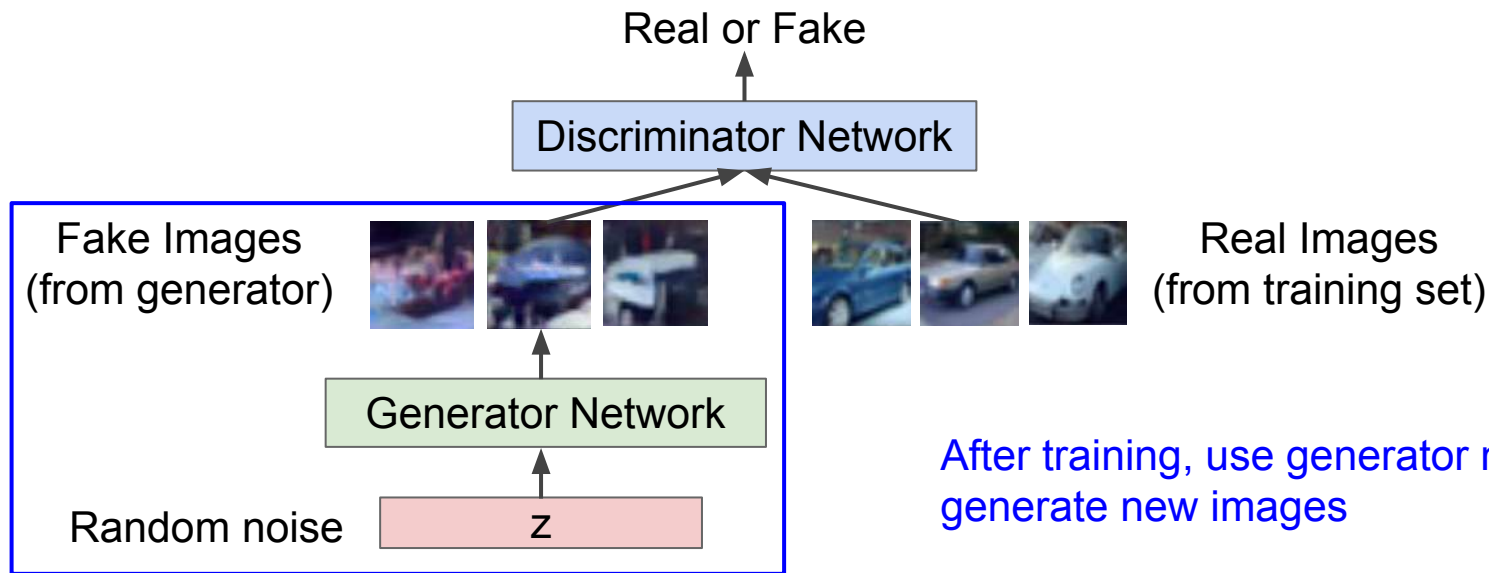 Real or Fake
Discriminator Network
Fake Images
(from generator)
Real Images
(from training set)
Generator Network
After training, use generator
generate new images
Random noise
z